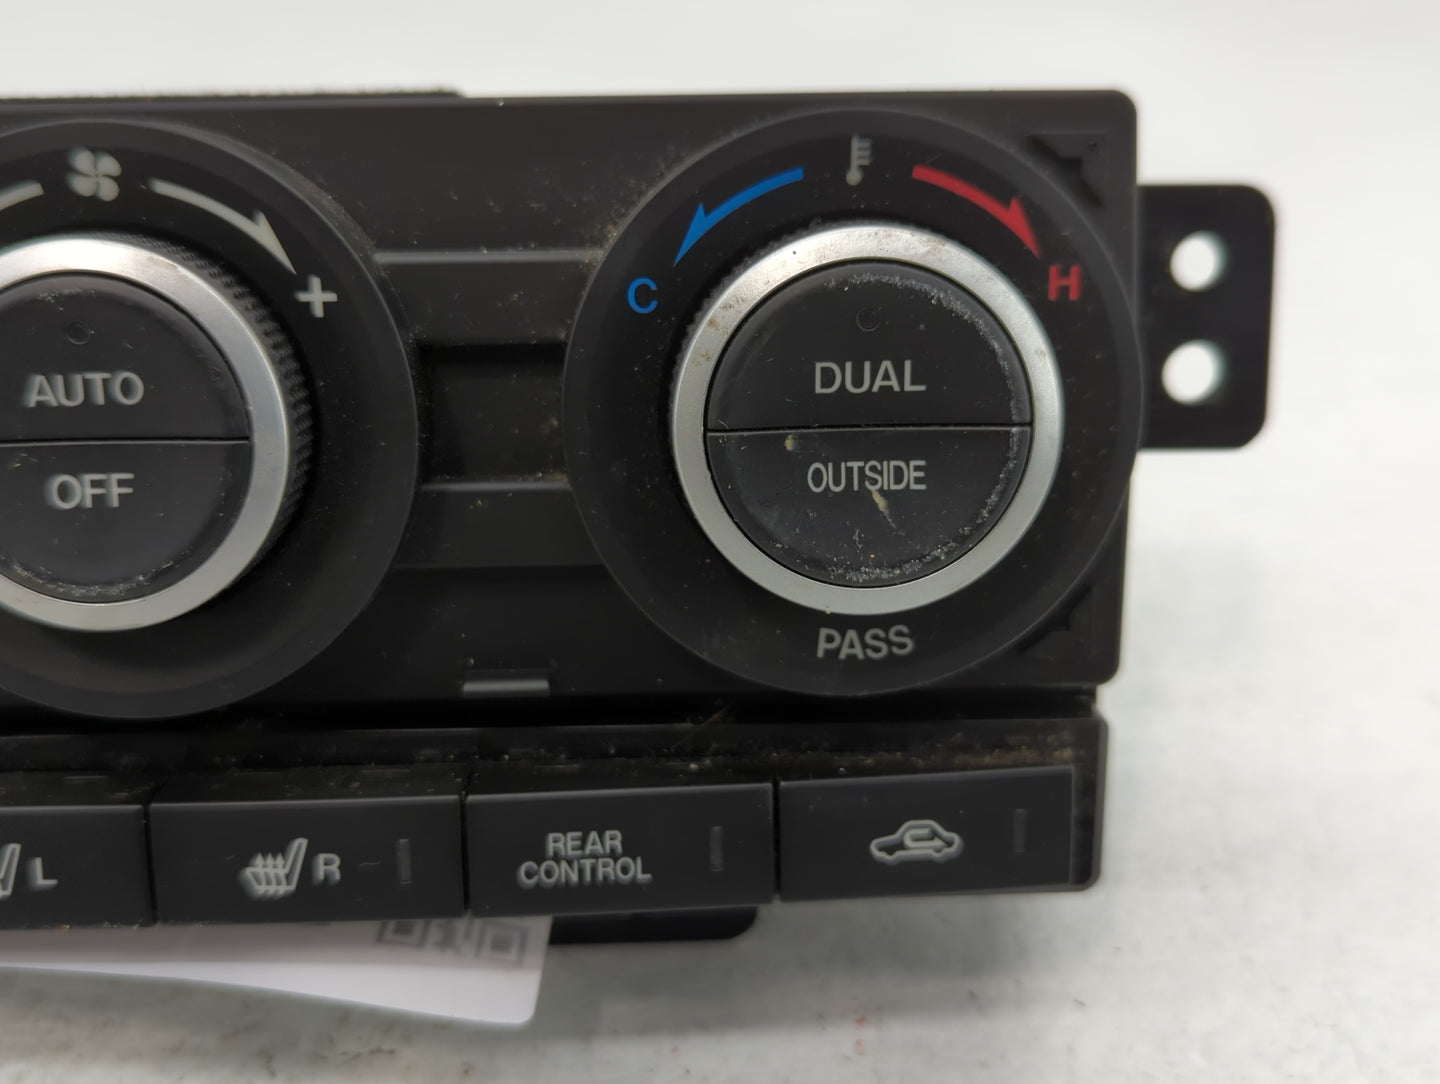 +
AUTO
OFF
C
H
DUAL
OUTSIDE
PASS
L
R
REAR
CONTROL